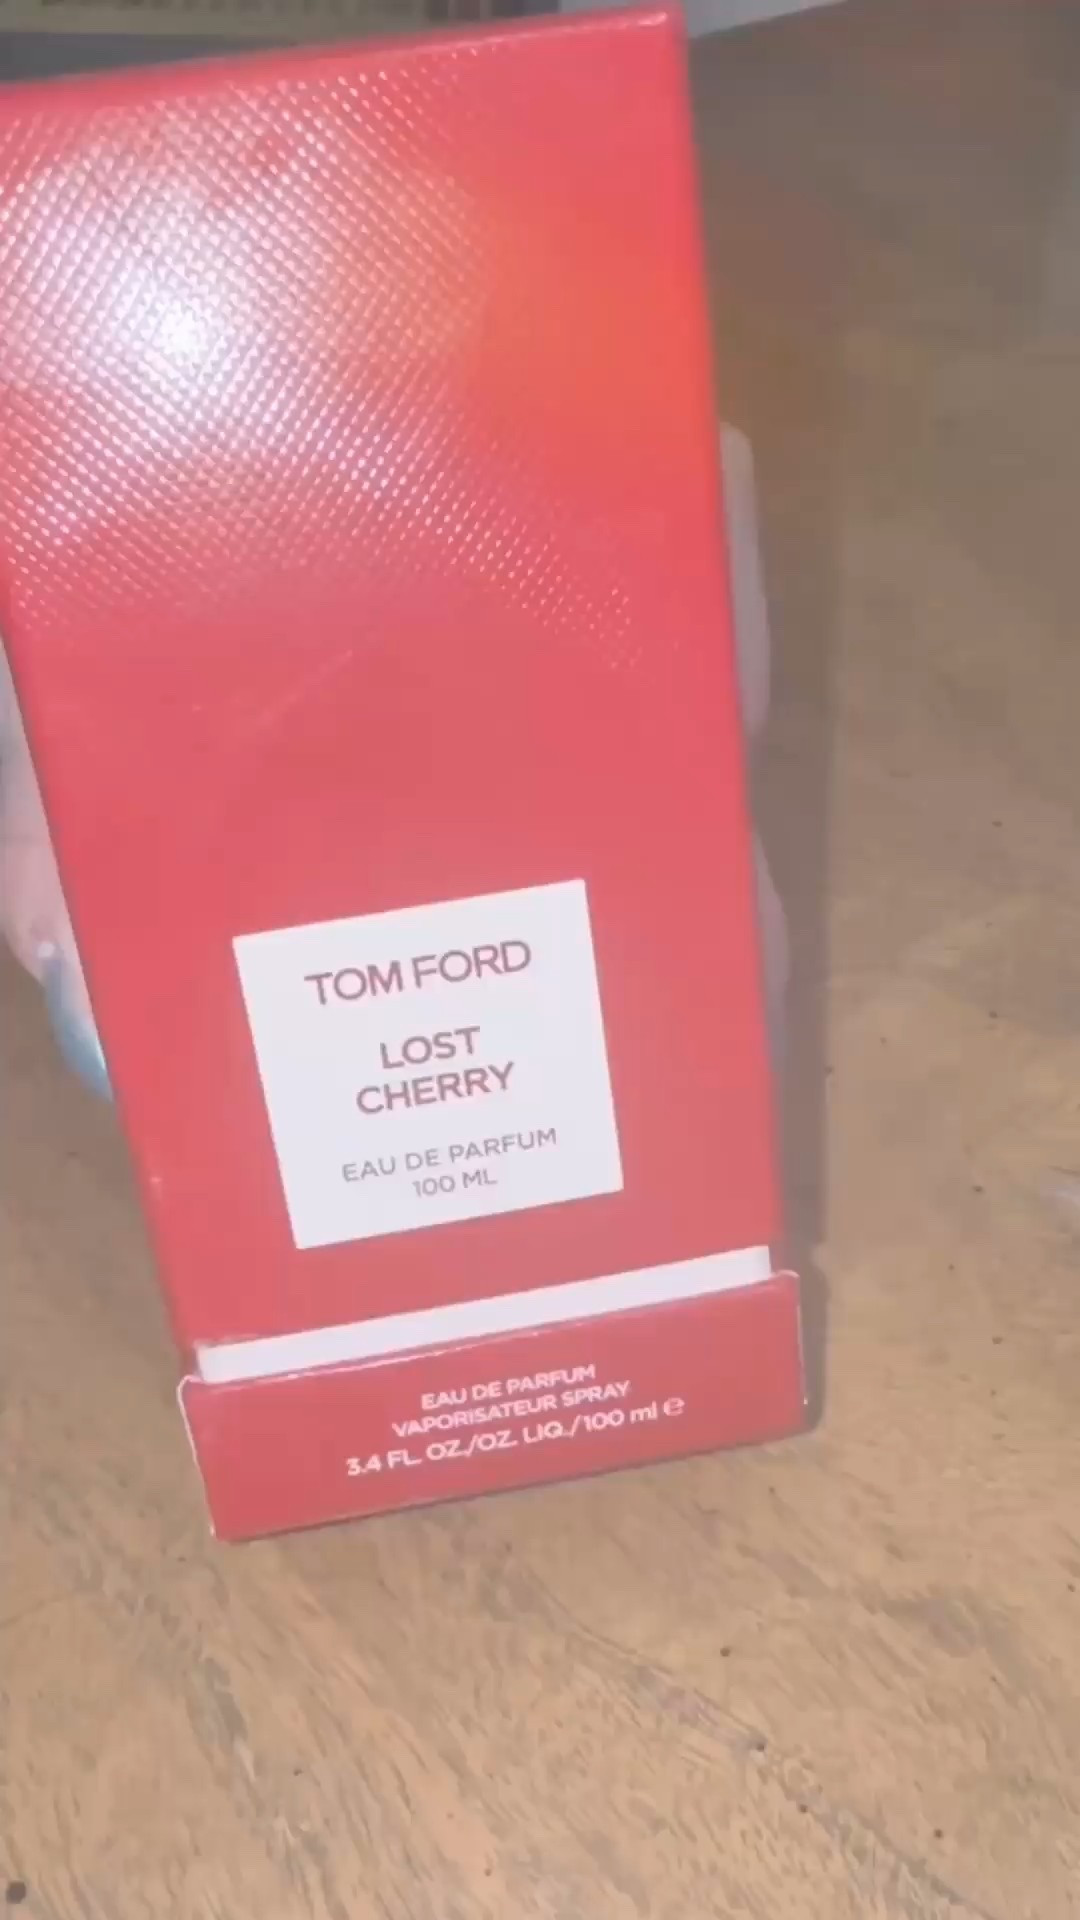 TOM FORD
LOST
CHERRY
EAU DE PARFUM
100 ML
EAU DE PARFUM
VAPORISATEUR SPRAY
3.4 FL. OZ./OZ. LIQ./100 ml ℮